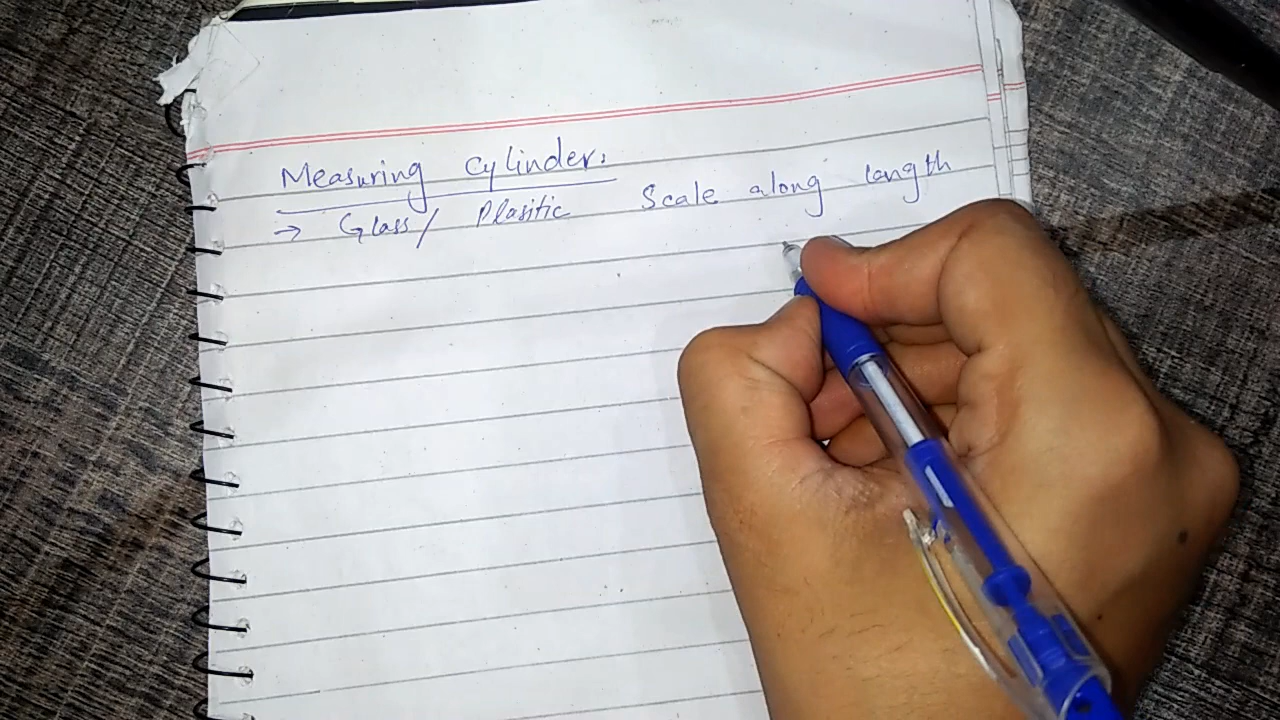 Measuring Cylinder.
→ Glass/ Plasitic Scale along length